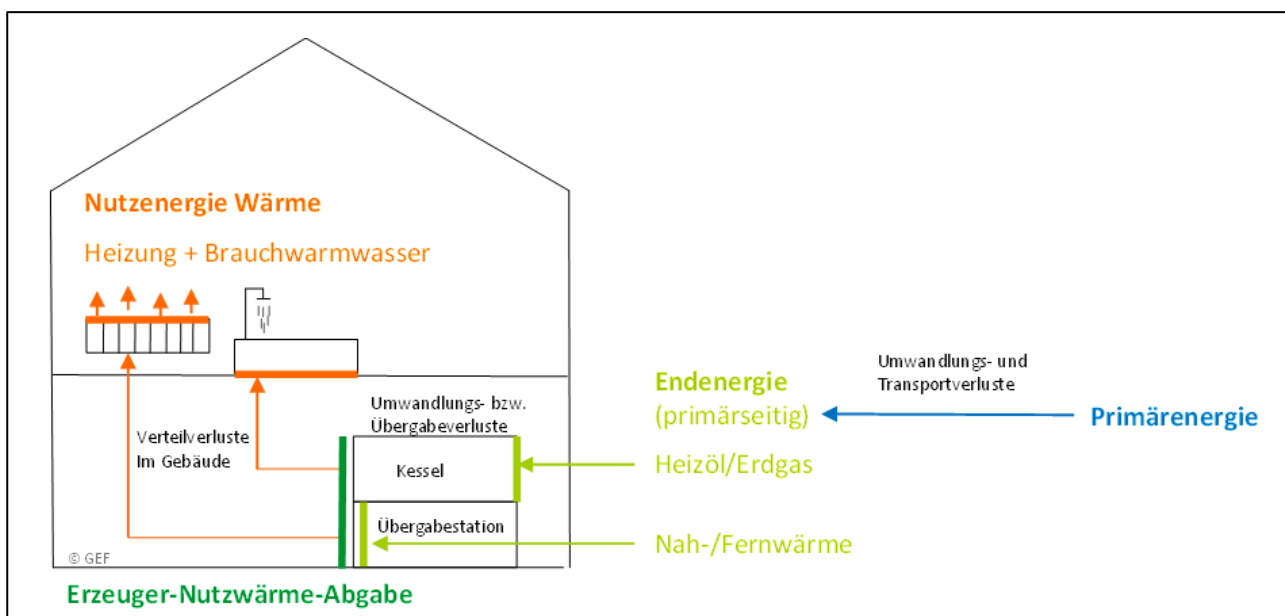 Nutzenergie Wärme
Heizung + Brauchwarmwasser
Umwandlungs- und
Transportverluste
Endenergie
(primärseitig)
Primärenergie
Umwandlungs- bzw.
Übergabeverluste
Verteilverluste
Im Gebäude
Kessel
Heizöl/Erdgas
Übergabestation
Nah-/Fernwärme
© GEF
Erzeuger-Nutzwärme-Abgabe